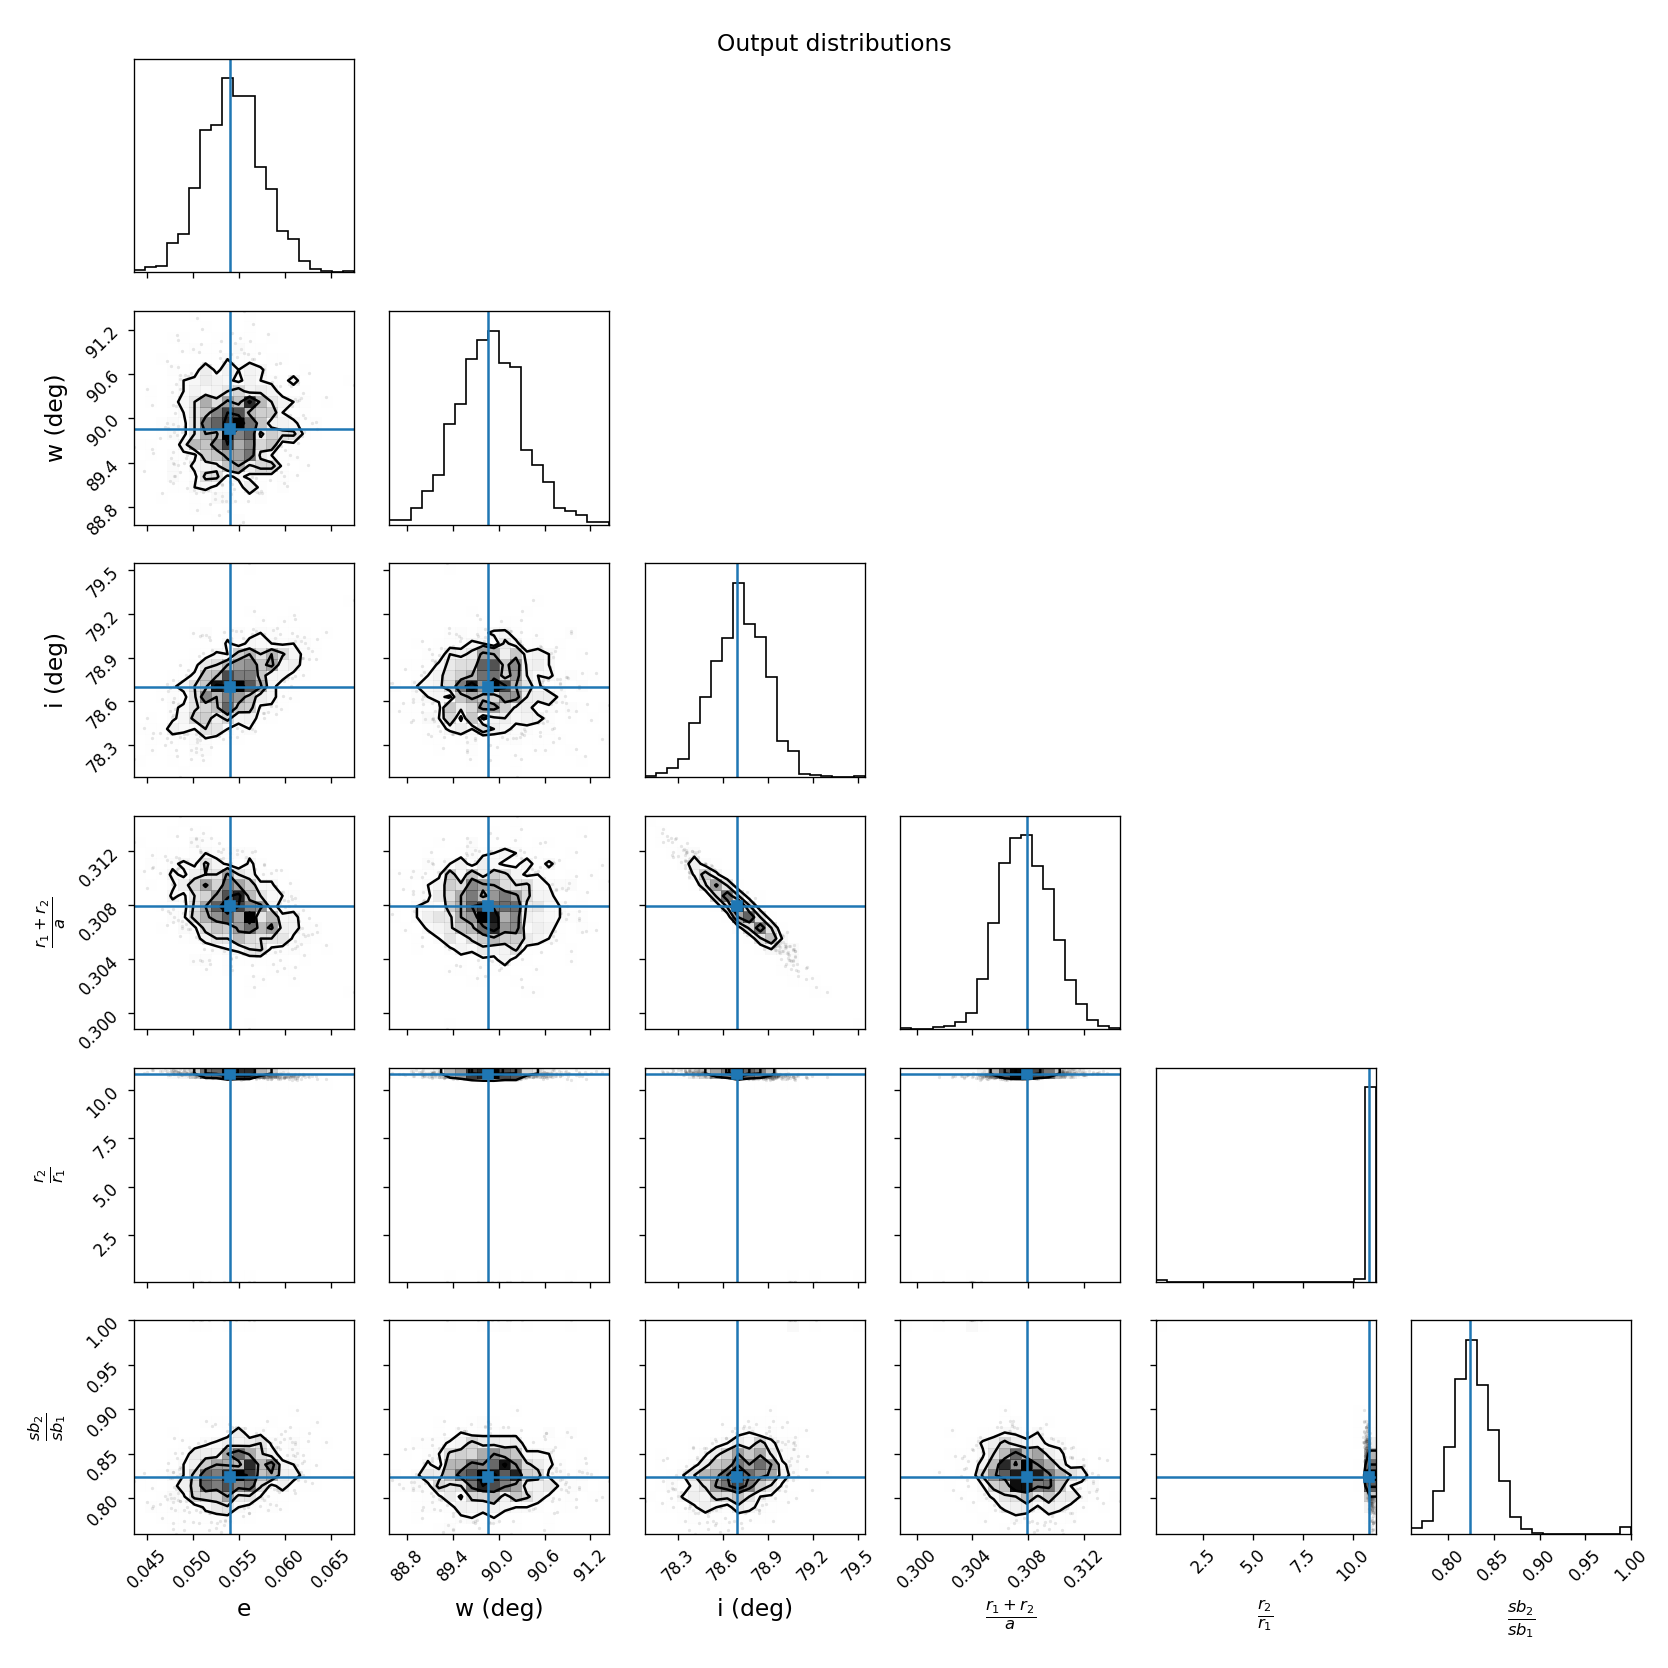 Output distributions
91.2
90.6
90.0
89.4
88.8
w (deg)
79.5
79.2
78.9
78.6
78.3
i (deg)
0.312
0.308
0.304
0.300
r1 + r2
a
10.0
7.5
5.0
2.5
r2
r1
1.00
0.95
0.90
0.85
0.80
sb2
sb1
0.045 0.050 0.055 0.060 0.065 88.8 89.4 90.0 90.6 91.2 78.3 78.6 78.9 79.2 79.5 0.300 0.304 0.308 0.312 2.5 5.0 7.5 10.0 0.80 0.85 0.90 0.95 1.00
e w (deg) i (deg)
r1 + r2
a
r2
r1
sb2
sb1